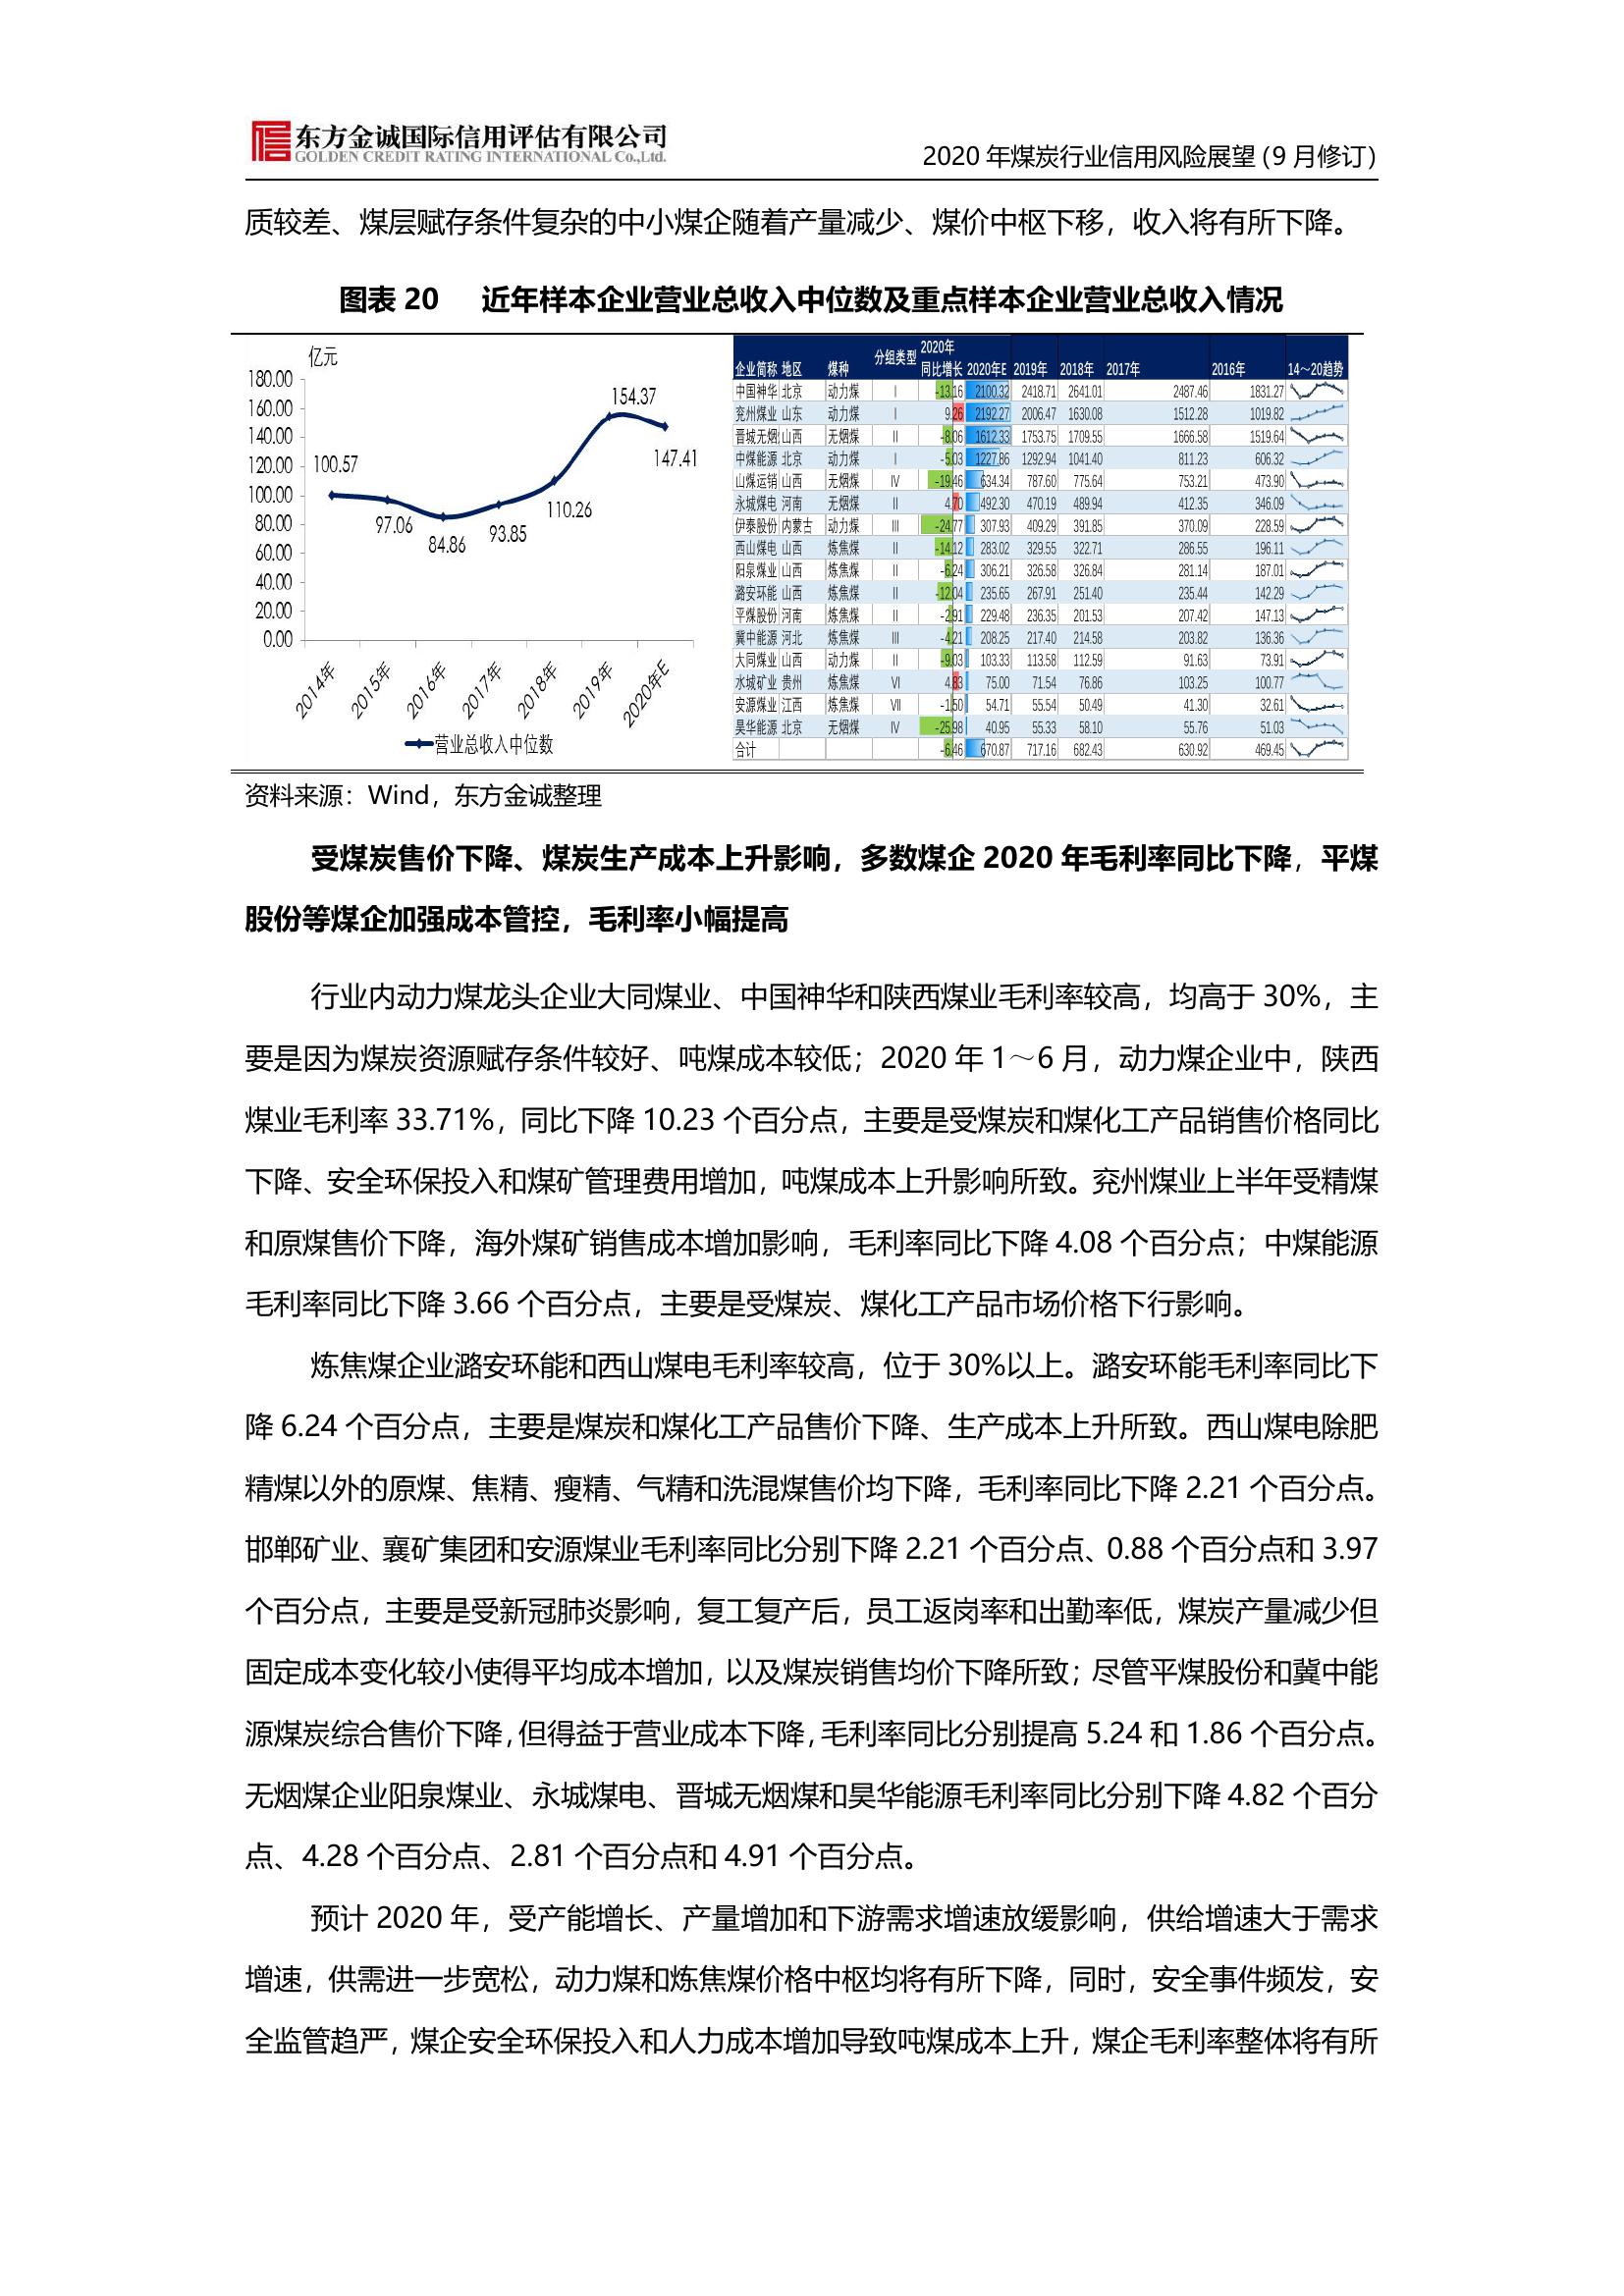 东方金诚国际信用评估有限公司
GOLDEN CREDIT RATING INTERNATIONAL Co.,Ltd.
2020 年煤炭行业信用风险展望（9 月修订）
质较差、煤层赋存条件复杂的中小煤企随着产量减少、煤价中枢下移，收入将有所下降。
图表 20 近年样本企业营业总收入中位数及重点样本企业营业总收入情况
亿元
180.00
160.00
140.00
120.00
100.00
80.00
60.00
40.00
20.00
0.00
100.57
97.06
84.86
93.85
110.26
154.37
147.41
2014年
2015年
2016年
2017年
2018年
2019年
2020年E
营业总收入中位数
企业简称 地区 煤种 分组类型 2020年同比增长 2020年E 2019年 2018年 2017年 2016年 14～20趋势
中国神华 北京 动力煤 I -13.16 2100.32 2418.71 2641.01 2487.46 1831.27
兖州煤业 山东 动力煤 I 9.26 2192.27 2006.47 1630.08 1512.28 1019.82
晋城无烟 山西 无烟煤 II -8.06 1612.33 1753.75 1709.55 1666.58 1519.64
中煤能源 北京 动力煤 I -5.03 1227.86 1292.94 1041.40 811.23 606.32
山煤运销 山西 无烟煤 IV -19.46 634.34 787.60 775.64 753.21 473.90
永城煤电 河南 无烟煤 II 4.70 492.30 470.19 489.94 412.35 346.09
伊泰股份 内蒙古 动力煤 III -24.77 307.93 409.29 391.85 370.09 228.59
西山煤电 山西 炼焦煤 II -14.12 283.02 329.55 322.71 286.55 196.11
阳泉煤业 山西 炼焦煤 II -6.24 306.21 326.58 326.84 281.14 187.01
潞安环能 山西 炼焦煤 II -12.04 235.65 267.91 251.40 235.44 142.29
平煤股份 河南 炼焦煤 II -2.91 229.48 236.35 201.53 207.42 147.13
冀中能源 河北 炼焦煤 III -4.21 208.25 217.40 214.58 203.82 136.36
大同煤业 山西 动力煤 II -9.03 103.33 113.58 112.59 91.63 73.91
水城矿业 贵州 炼焦煤 VI 4.83 75.00 71.54 76.86 103.25 100.77
安源煤业 江西 炼焦煤 VII -1.50 54.71 55.54 50.49 41.30 32.61
昊华能源 北京 无烟煤 IV -25.98 40.95 55.33 58.10 55.76 51.03
合计 -6.46 670.87 717.16 682.43 630.92 469.45
资料来源：Wind，东方金诚整理
受煤炭售价下降、煤炭生产成本上升影响，多数煤企 2020 年毛利率同比下降，平煤
股份等煤企加强成本管控，毛利率小幅提高
行业内动力煤龙头企业大同煤业、中国神华和陕西煤业毛利率较高，均高于 30%，主
要是因为煤炭资源赋存条件较好、吨煤成本较低；2020 年 1～6 月，动力煤企业中，陕西
煤业毛利率 33.71%，同比下降 10.23 个百分点，主要是受煤炭和煤化工产品销售价格同比
下降、安全环保投入和煤矿管理费用增加，吨煤成本上升影响所致。兖州煤业上半年受精煤
和原煤售价下降，海外煤矿销售成本增加影响，毛利率同比下降 4.08 个百分点；中煤能源
毛利率同比下降 3.66 个百分点，主要是受煤炭、煤化工产品市场价格下行影响。
炼焦煤企业潞安环能和西山煤电毛利率较高，位于 30%以上。潞安环能毛利率同比下
降 6.24 个百分点，主要是煤炭和煤化工产品售价下降、生产成本上升所致。西山煤电除肥
精煤以外的原煤、焦精、瘦精、气精和洗混煤售价均下降，毛利率同比下降 2.21 个百分点。
邯郸矿业、襄矿集团和安源煤业毛利率同比分别下降 2.21 个百分点、0.88 个百分点和 3.97
个百分点，主要是受新冠肺炎影响，复工复产后，员工返岗率和出勤率低，煤炭产量减少但
固定成本变化较小使得平均成本增加，以及煤炭销售均价下降所致；尽管平煤股份和冀中能
源煤炭综合售价下降，但得益于营业成本下降，毛利率同比分别提高 5.24 和 1.86 个百分点。
无烟煤企业阳泉煤业、永城煤电、晋城无烟煤和昊华能源毛利率同比分别下降 4.82 个百分
点、4.28 个百分点、2.81 个百分点和 4.91 个百分点。
预计 2020 年，受产能增长、产量增加和下游需求增速放缓影响，供给增速大于需求
增速，供需进一步宽松，动力煤和炼焦煤价格中枢均将有所下降，同时，安全事件频发，安
全监管趋严，煤企安全环保投入和人力成本增加导致吨煤成本上升，煤企毛利率整体将有所